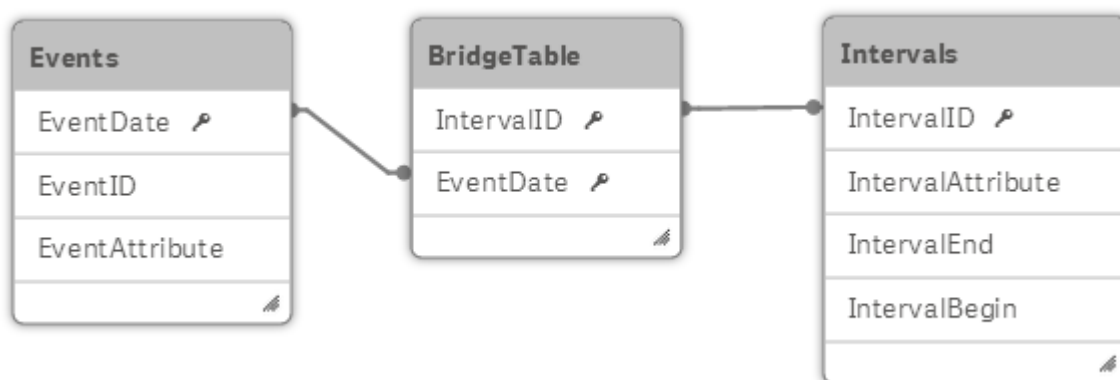 Events
EventDate
EventID
EventAttribute
BridgeTable
IntervalID
EventDate
Intervals
IntervalID
IntervalAttribute
IntervalEnd
IntervalBegin